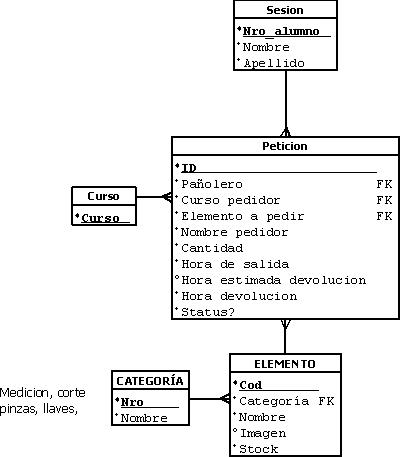 Sesion
*Nro_alumno
*Nombre
*Apellido
Peticion
*ID
*Pañolero FK
*Curso pedidor FK
*Elemento a pedir FK
*Nombre pedidor
*Cantidad
*Hora de salida
°Hora estimada devolucion
*Hora devolucion
*Status?
Curso
*Curso
ELEMENTO
*Cod
*Categoría FK
*Nombre
°Imagen
*Stock
CATEGORÍA
*Nro
*Nombre
Medicion, corte
pinzas, llaves,